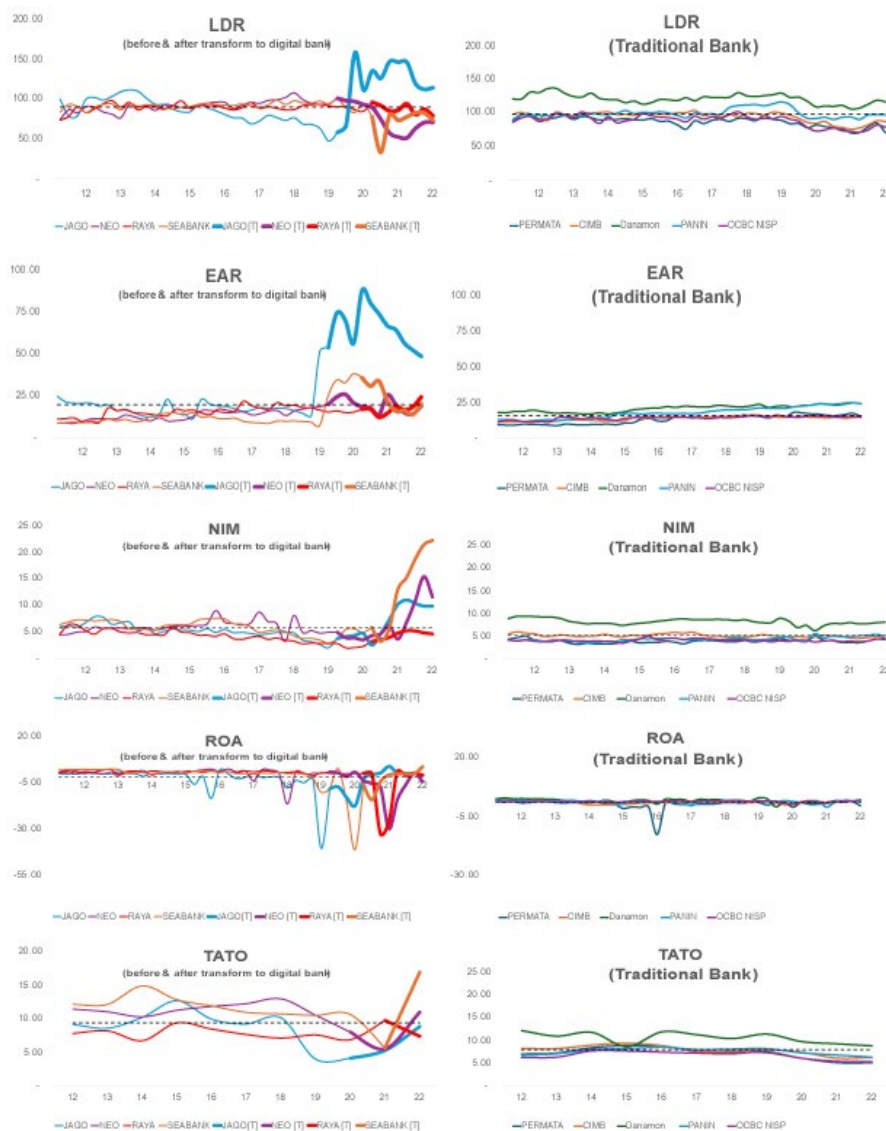 LDR
(before & after transform to digital bank)
200.00
150.00
100.00
50.00
-
12 13 14 15 16 17 18 19 20 21 22
JAGO NEO RAYA SEABANK JAGO[T] NEO [T] RAYA [T] SEABANK [T]
LDR
(Traditional Bank)
200.00
150.00
100.00
50.00
-
12 13 14 15 16 17 18 19 20 21 22
PERMATA CIMB Danamon PANIN OCBC NISP
EAR
(before & after transform to digital bank)
100.00
75.00
50.00
25.00
-
12 13 14 15 16 17 18 19 20 21 22
JAGO NEO RAYA SEABANK JAGO[T] NEO [T] RAYA [T] SEABANK [T]
EAR
(Traditional Bank)
100.00
75.00
50.00
25.00
-
12 13 14 15 16 17 18 19 20 21 22
PERMATA CIMB Danamon PANIN OCBC NISP
NIM
(before & after transform to digital bank)
25.00
20.00
15.00
10.00
5.00
-
12 13 14 15 16 17 18 19 20 21 22
JAGO NEO RAYA SEABANK JAGO[T] NEO [T] RAYA [T] SEABANK [T]
NIM
(Traditional Bank)
25.00
20.00
15.00
10.00
5.00
-
12 13 14 15 16 17 18 19 20 21 22
PERMATA CIMB Danamon PANIN OCBC NISP
ROA
(before & after transform to digital bank)
20.00
-5.00
-30.00
-55.00
12 13 14 15 16 17 18 19 20 21 22
JAGO NEO RAYA SEABANK JAGO[T] NEO [T] RAYA [T] SEABANK [T]
ROA
(Traditional Bank)
20.00
-5.00
-30.00
12 13 14 15 16 17 18 19 20 21 22
PERMATA CIMB Danamon PANIN OCBC NISP
TATO
(before & after transform to digital bank)
20.00
15.00
10.00
5.00
-
12 13 14 15 16 17 18 19 20 21 22
JAGO NEO RAYA SEABANK JAGO[T] NEO [T] RAYA [T] SEABANK [T]
TATO
(Traditional Bank)
25.00
20.00
15.00
10.00
5.00
-
12 13 14 15 16 17 18 19 20 21 22
PERMATA CIMB Danamon PANIN OCBC NISP